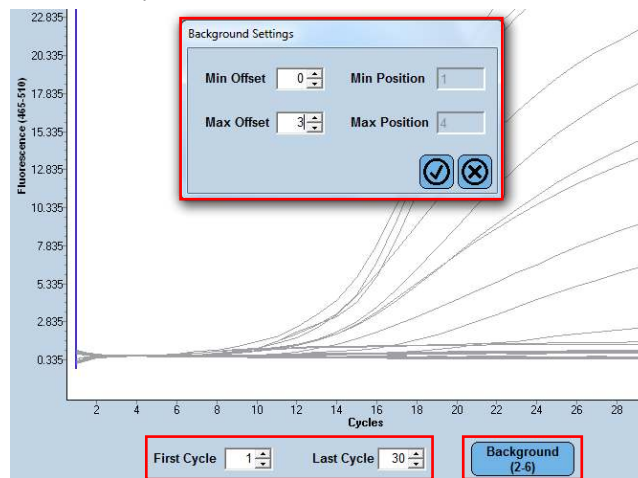 22.835
20.335
17.835
15.335
12.835
10.335
7.835
5.335
2.835
0.335
Fluorescence (465-510)
Background Settings
Min Offset 0 Min Position 1
Max Offset 3 Max Position 4
2 4 6 8 10 12 14 16 18 20 22 24 26 28
Cycles
First Cycle 1 Last Cycle 30 Background
(2-6)